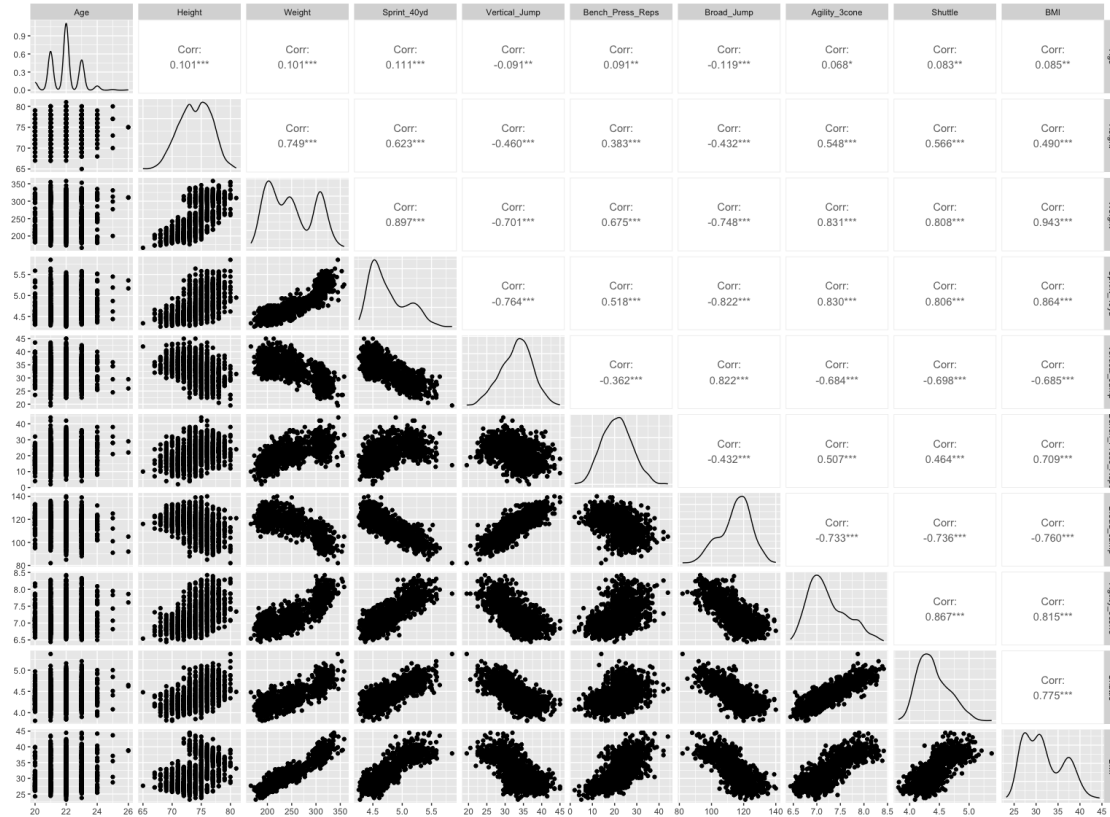 Age Height Weight Sprint_40yd Vertical_Jump Bench_Press_Reps Broad_Jump Agility_3cone Shuttle BMI
0.9
0.6
0.3
0.0
Corr: Corr: Corr: Corr: Corr: Corr: Corr: Corr: Corr:
0.101*** 0.101*** 0.111*** -0.091** 0.091** -0.119*** 0.068* 0.083** 0.085**
80
75
70
65
Corr: Corr: Corr: Corr: Corr: Corr: Corr: Corr:
0.749*** 0.623*** -0.460*** 0.383*** -0.432*** 0.548*** 0.566*** 0.490***
350
300
250
200
Corr: Corr: Corr: Corr: Corr: Corr: Corr:
0.897*** -0.701*** 0.675*** -0.748*** 0.831*** 0.808*** 0.943***
5.5
5.0
4.5
Corr: Corr: Corr: Corr: Corr: Corr:
-0.764*** 0.518*** -0.822*** 0.830*** 0.806*** 0.864***
45
40
35
30
25
20
Corr: Corr: Corr: Corr: Corr:
-0.362*** 0.822*** -0.684*** -0.698*** -0.685***
40
30
20
10
0
Corr: Corr: Corr: Corr:
-0.432*** 0.507*** 0.464*** 0.709***
140
120
100
80
Corr: Corr: Corr:
-0.733*** -0.736*** -0.760***
8.5
8.0
7.5
7.0
6.5
Corr: Corr:
0.867*** 0.815***
5.0
4.5
4.0
Corr:
0.775***
45
40
35
30
25
20 22 24 26 65 70 75 80 200 250 300 350 4.5 5.0 5.5 20 25 30 35 40 45 0 10 20 30 40 80 100 120 140 6.5 7.0 7.5 8.0 8.5 4.0 4.5 5.0 25 30 35 40 45